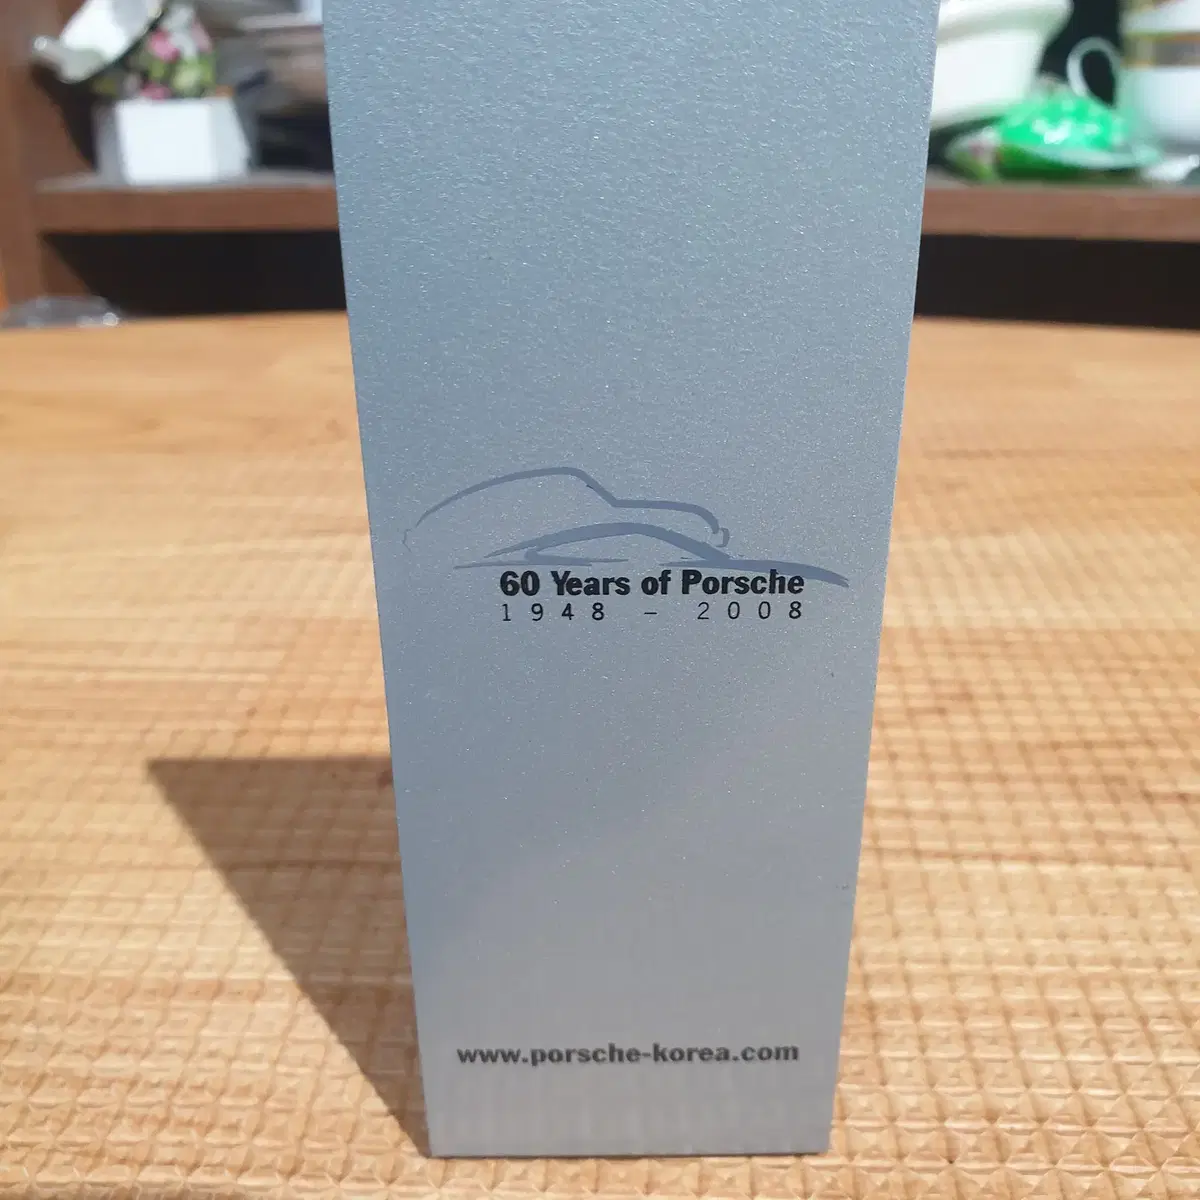 60 Years of Porsche
1948 - 2008
www.porsche-korea.com